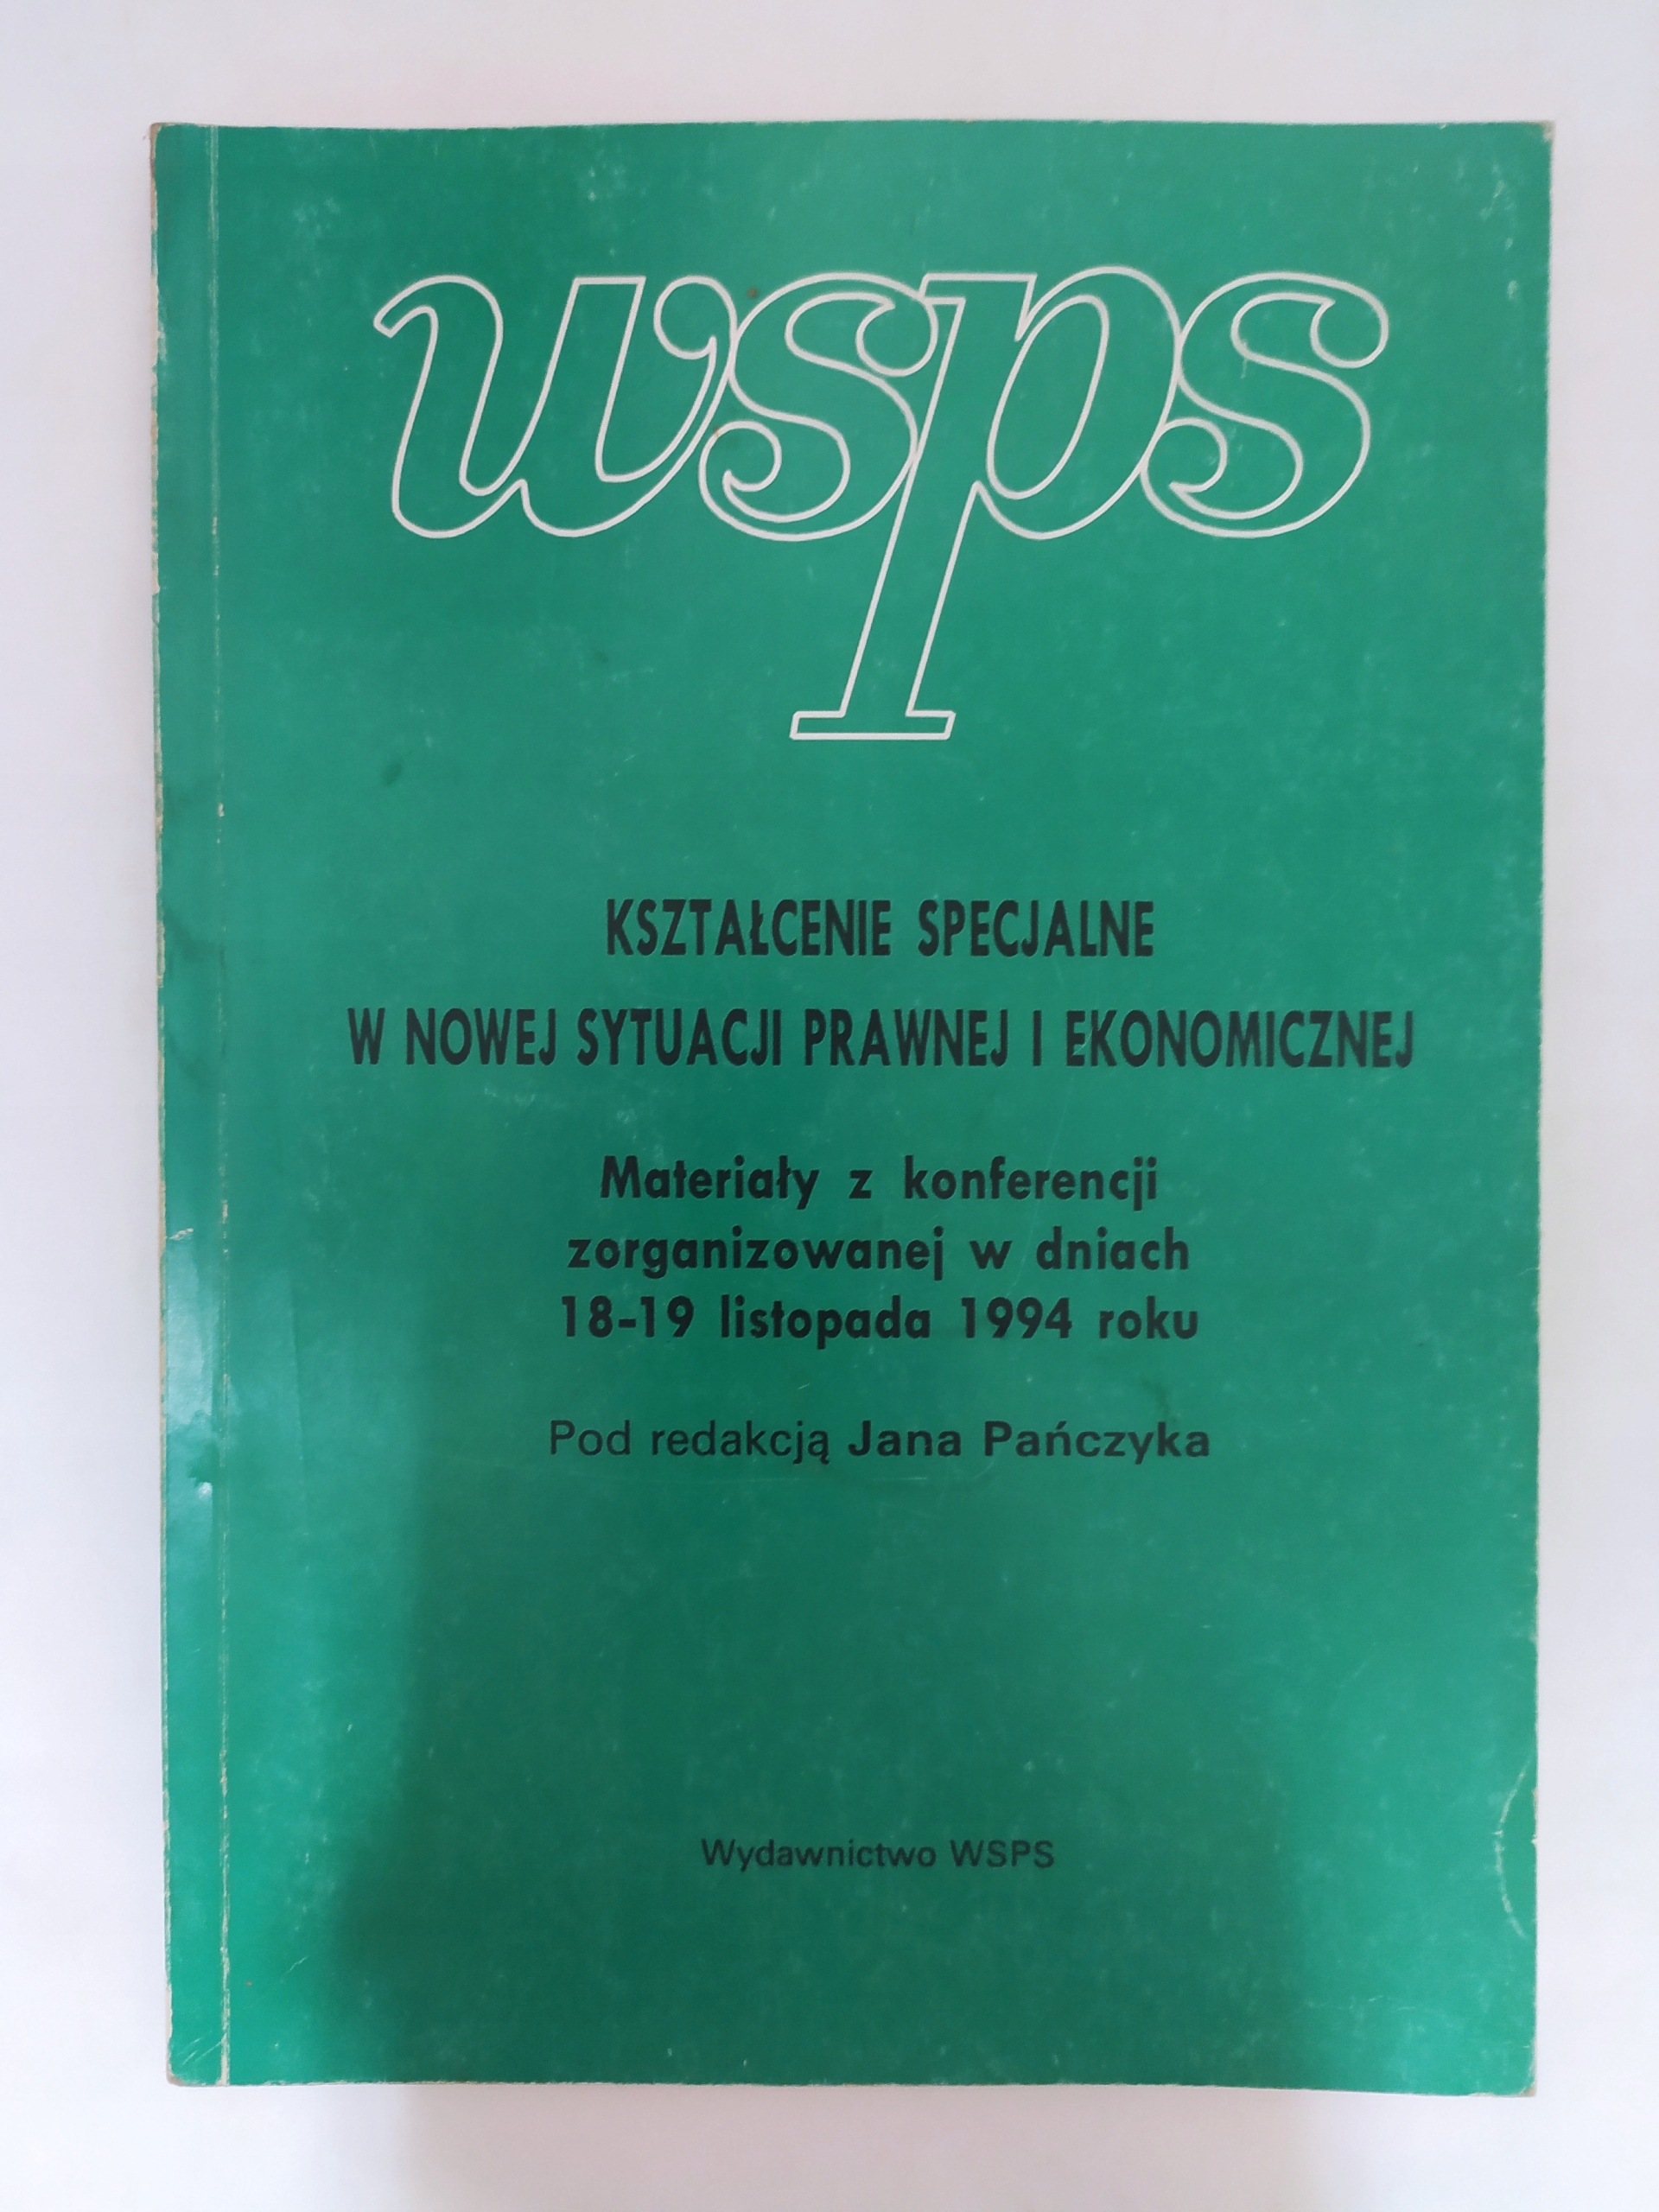 wsps
KSZTAŁCENIE SPECJALNE
W NOWEJ SYTUACJI PRAWNEJ I EKONOMICZNEJ
Materiały z konferencji
zorganizowanej w dniach
18-19 listopada 1994 roku
Pod redakcją Jana Pańczyka
Wydawnictwo WSPS